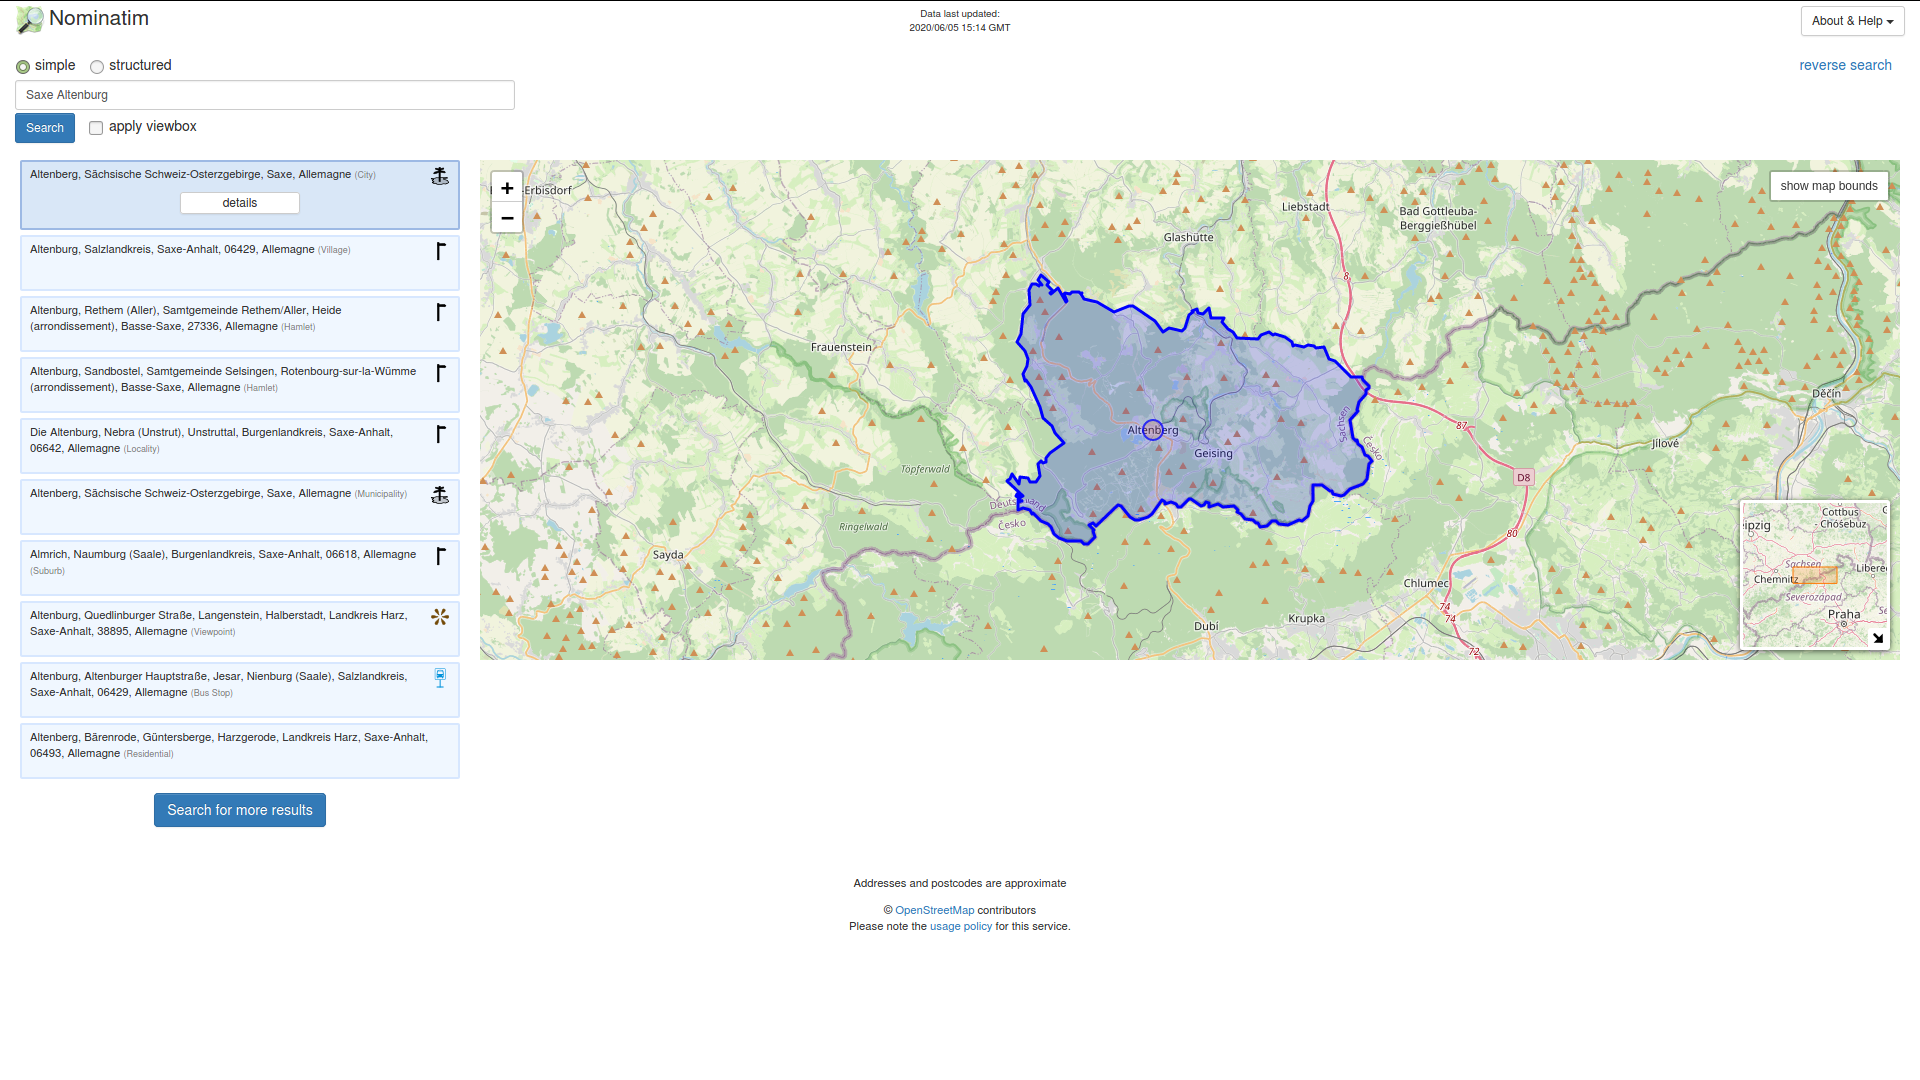 Nominatim
Data last updated:
2020/06/05 15:14 GMT
About & Help
simple
structured
reverse search
Saxe Altenburg
Search
apply viewbox
Altenberg, Sächsische Schweiz-Osterzgebirge, Saxe, Allemagne (City)
details
Altenburg, Salzlandkreis, Saxe-Anhalt, 06429, Allemagne (Village)
Altenburg, Rethem (Aller), Samtgemeinde Rethem/Aller, Heide
(arrondissement), Basse-Saxe, 27336, Allemagne (Hamlet)
Altenburg, Sandbostel, Samtgemeinde Selsingen, Rotenbourg-sur-la-Wümme
(arrondissement), Basse-Saxe, Allemagne (Hamlet)
Die Altenburg, Nebra (Unstrut), Unstruttal, Burgenlandkreis, Saxe-Anhalt,
06642, Allemagne (Locality)
Altenberg, Sächsische Schweiz-Osterzgebirge, Saxe, Allemagne (Municipality)
Almrich, Naumburg (Saale), Burgenlandkreis, Saxe-Anhalt, 06618, Allemagne
(Suburb)
Altenburg, Quedlinburger Straße, Langenstein, Halberstadt, Landkreis Harz,
Saxe-Anhalt, 38895, Allemagne (Viewpoint)
Altenburg, Altenburger Hauptstraße, Jesar, Nienburg (Saale), Salzlandkreis,
Saxe-Anhalt, 06429, Allemagne (Bus Stop)
Altenberg, Bärenrode, Güntersberge, Harzgerode, Landkreis Harz, Saxe-Anhalt,
06493, Allemagne (Residential)
Search for more results
+
−
show map bounds
-Erbisdorf
Liebstadt
Bad Gottleuba-
Berggießhübel
Glashütte
8
Frauenstein
Děčín
Altenberg
Sachsen
Česko
87
Geising
Jílové
Töpferwald
D8
Deutschland
Česko
Ringelwald
80
Sayda
Chlumec
74
74
Dubí
Krupka
72
Cottbus
- Chóśebuz
eipzig
Sachsen
Chemnitz
Libere
Severozápad
Praha
Addresses and postcodes are approximate
© OpenStreetMap contributors
Please note the usage policy for this service.